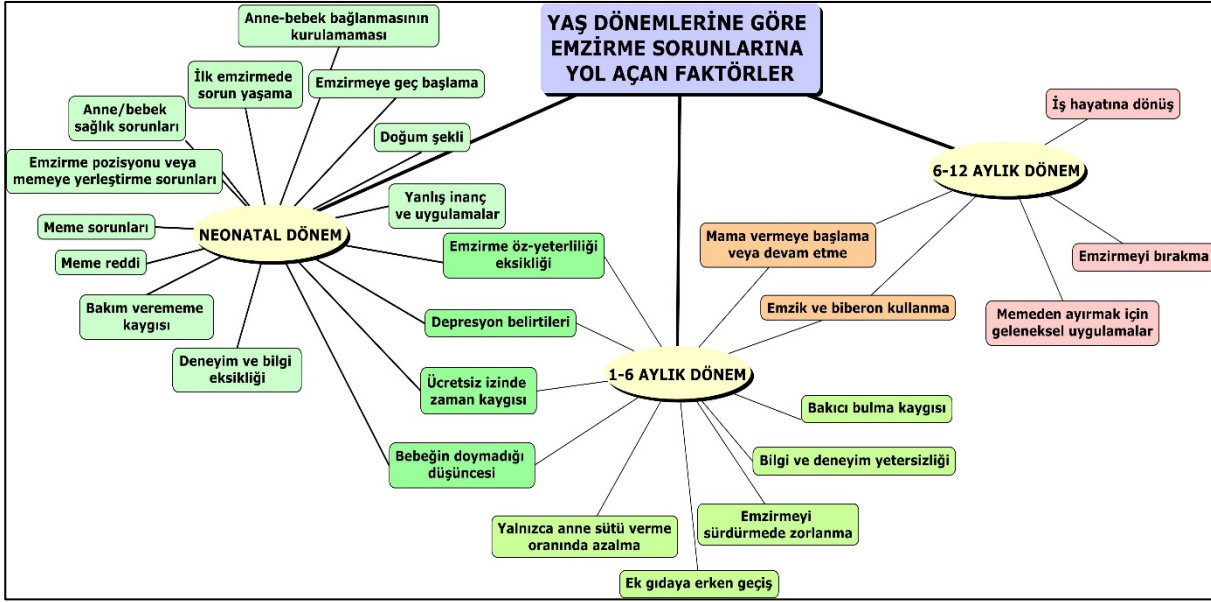 YAŞ DÖNEMLERİNE GÖRE
EMZİRME SORUNLARINA
YOL AÇAN FAKTÖRLER
Anne-bebek bağlanmasının
kurulamaması
İlk emzirmede
sorun yaşama
Emzirmeye geç başlama
Anne/bebek
sağlık sorunları
Doğum şekli
Emzirme pozisyonu veya
memeye yerleştirme sorunları
Yanlış inanç
ve uygulamalar
Meme sorunları
NEONATAL DÖNEM
Meme reddi
Bakım verememe
kaygısı
Deneyim ve bilgi
eksikliği
Emzirme öz-yeterliliği
eksikliği
Depresyon belirtileri
Ücretsiz izinde
zaman kaygısı
Bebeğin doymadığı
düşüncesi
1-6 AYLIK DÖNEM
Bakıcı bulma kaygısı
Bilgi ve deneyim yetersizliği
Emzirmeyi
sürdürmede zorlanma
Yalnızca anne sütü verme
oranında azalma
Ek gıdaya erken geçiş
Mama vermeye başlama
veya devam etme
Emzik ve biberon kullanma
İş hayatına dönüş
6-12 AYLIK DÖNEM
Emzirmeyi bırakma
Memeden ayırmak için
geleneksel uygulamalar